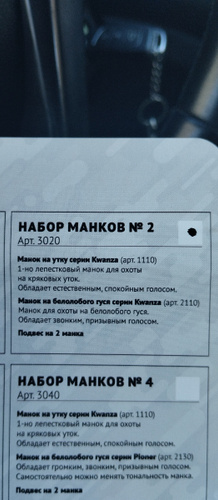 НАБОР МАНКОВ № 2
Арт. 3020
Манок на утку серии Kwanza (арт. 1110)
1-но лепестковый манок для охоты
на кряковых уток.
Обладает естественным, спокойным голосом.
Манок на белолобого гуся серии Kwanza (арт. 2110)
Манок для охоты на белолобого гуся.
Обладает звонким, призывным голосом.
Подвес на 2 манка
НАБОР МАНКОВ № 4
Арт. 3040
Манок на утку серии Kwanza (арт. 1110)
1-но лепестковый манок для охоты
на кряковых уток.
Обладает естественным, спокойным голосом.
Манок на белолобого гуся серии Pioner (арт. 2130)
Обладает громким, звонким, призывным голосом.
Самостоятельно можно менять тональность манка.
Подвес на 2 манка